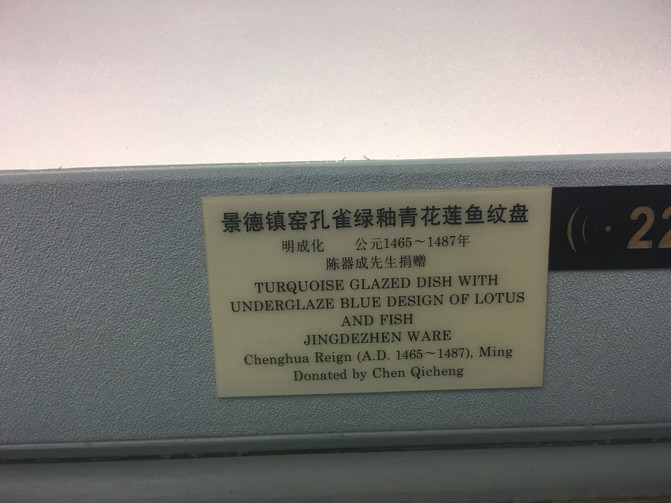 景德镇窑孔雀绿釉青花莲鱼纹盘
明成化 公元1465~1487年
陈器成先生捐赠
TURQUOISE GLAZED DISH WITH
UNDERGLAZE BLUE DESIGN OF LOTUS
AND FISH
JINGDEZHEN WARE
Chenghua Reign (A.D. 1465~1487), Ming
Donated by Chen Qicheng
22